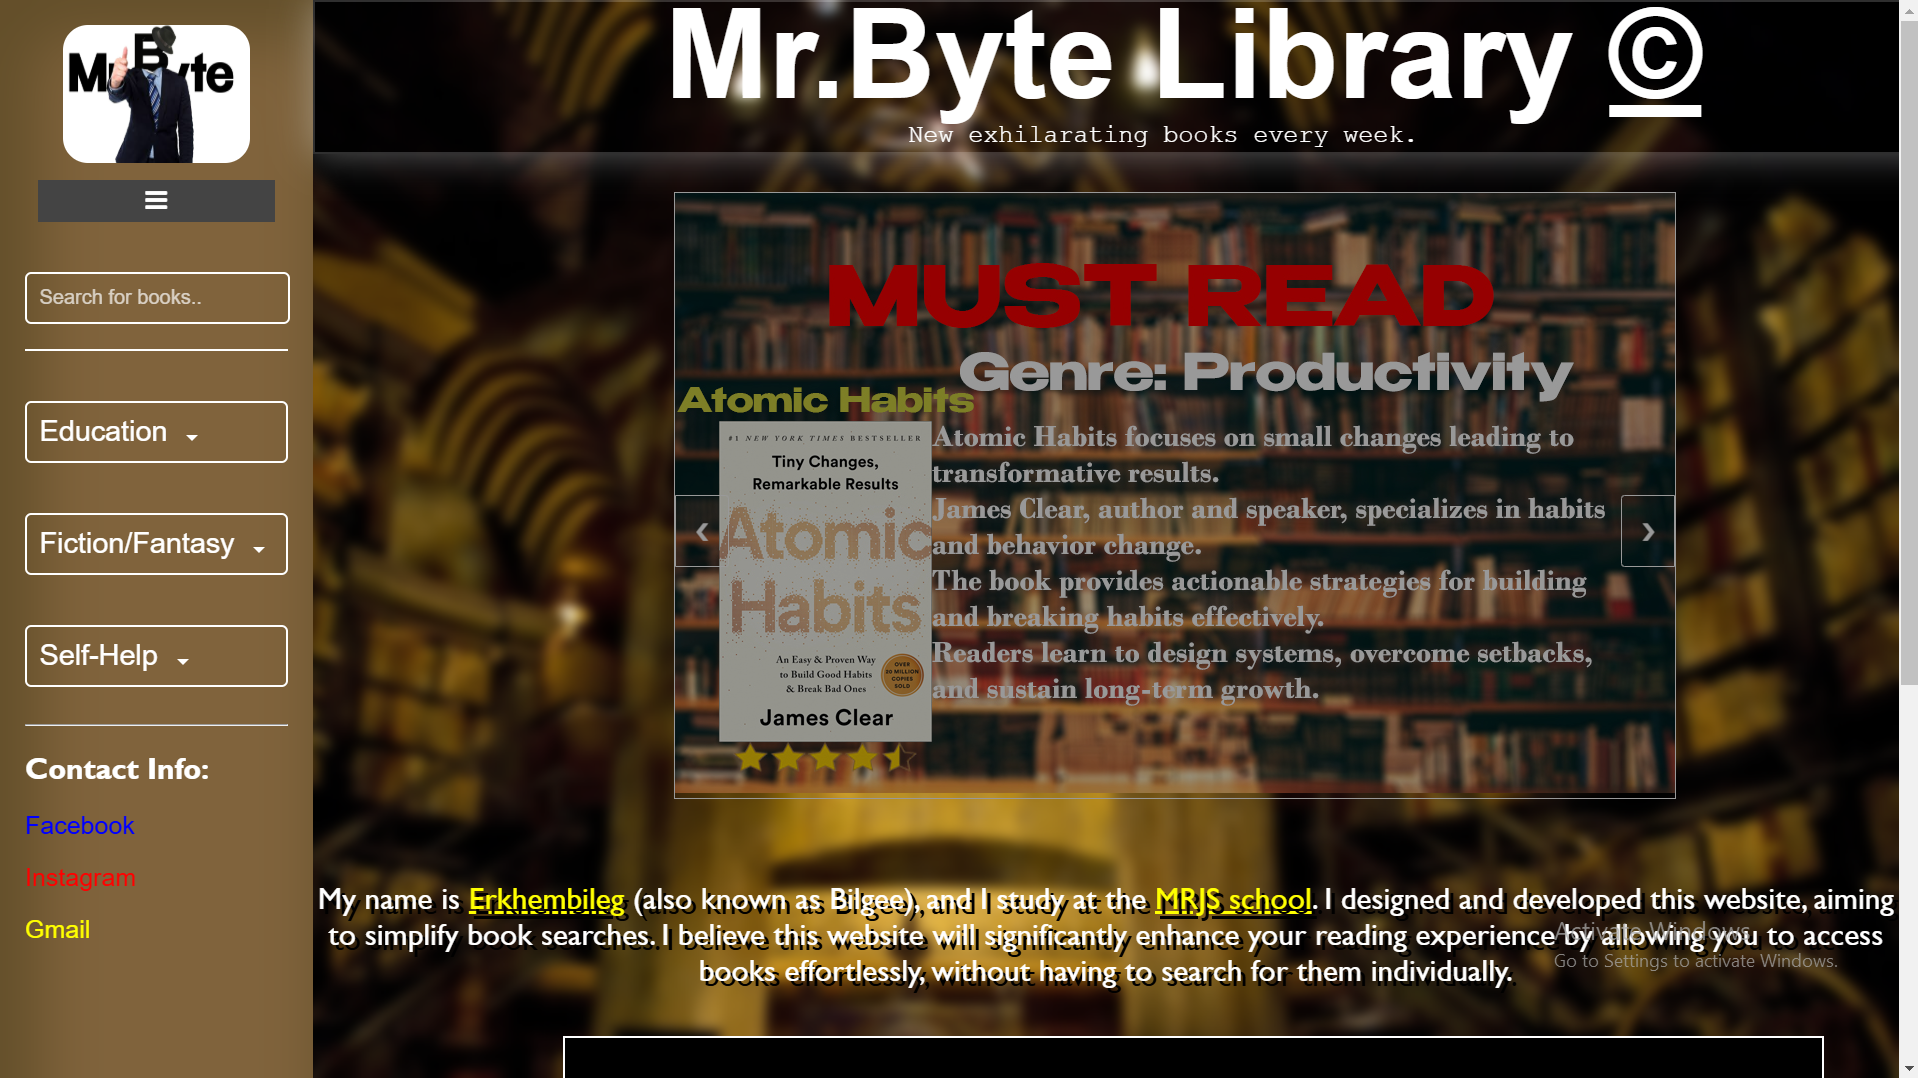 Mr.Byte
Search for books..
Education
Fiction/Fantasy
Self-Help
Contact Info:
Facebook
Instagram
Gmail
Mr.Byte Library ©
New exhilarating books every week.
MUST READ
Genre: Productivity
Atomic Habits
#1 NEW YORK TIMES BESTSELLER
Tiny Changes,
Remarkable Results
Atomic
Habits
An Easy & Proven Way
to Build Good Habits
& Break Bad Ones
OVER
20 MILLION
COPIES
SOLD
James Clear
Atomic Habits focuses on small changes leading to
transformative results.
James Clear, author and speaker, specializes in habits
and behavior change.
The book provides actionable strategies for building
and breaking habits effectively.
Readers learn to design systems, overcome setbacks,
and sustain long-term growth.
‹
›
My name is Erkhembileg (also known as Bilgee), and I study at the MRJS school. I designed and developed this website, aiming
to simplify book searches. I believe this website will significantly enhance your reading experience by allowing you to access
books effortlessly, without having to search for them individually.
Activate Windows
Go to Settings to activate Windows.